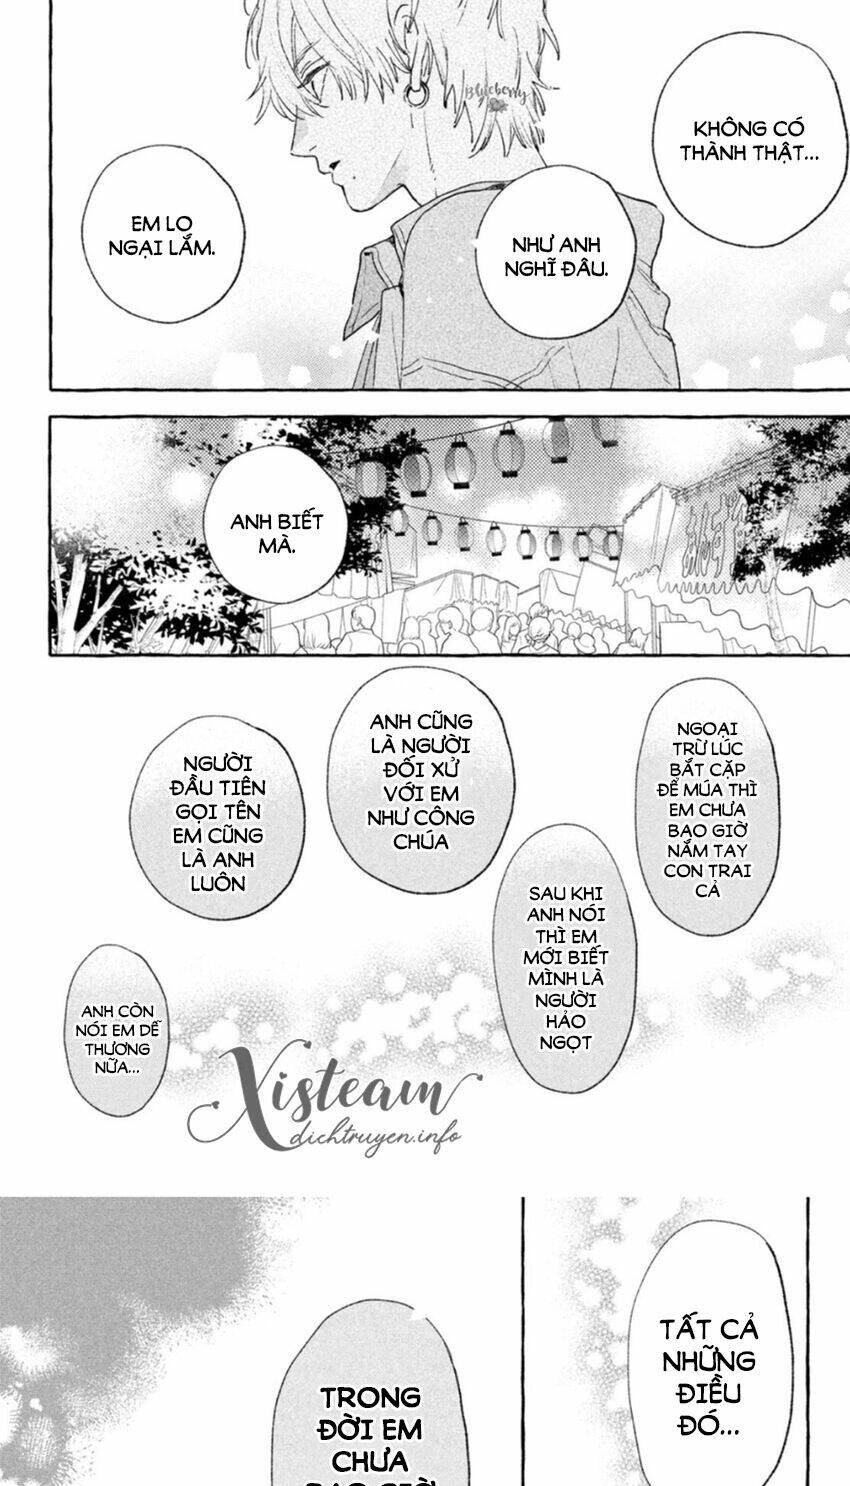 KHÔNG CÓ
THÀNH THẬT...
NHƯ ANH
NGHĨ ĐÂU.
EM LO
NGẠI LẮM.
Blueberry
ANH BIẾT
MÀ.
NGOẠI
TRỪ LÚC
BẮT CẶP
ĐỂ MÚA THÌ
EM CHƯA
BAO GIỜ
NẮM TAY
CON TRAI
CẢ
SAU KHI
ANH NÓI
THÌ EM
MỚI BIẾT
MÌNH LÀ
NGƯỜI
HẢO
NGỌT
ANH CŨNG
LÀ NGƯỜI
ĐỐI XỬ
VỚI EM
NHƯ CÔNG
CHÚA
NGƯỜI
ĐẦU TIÊN
GỌI TÊN
EM CŨNG
LÀ ANH
LUÔN
ANH CÒN
NÓI EM DỄ
THƯƠNG
NỮA...
Xisteam
dichtruyen.info
TẤT CẢ
NHỮNG
ĐIỀU
ĐÓ...
TRONG
ĐỜI EM
CHƯA
BAO GIỜ